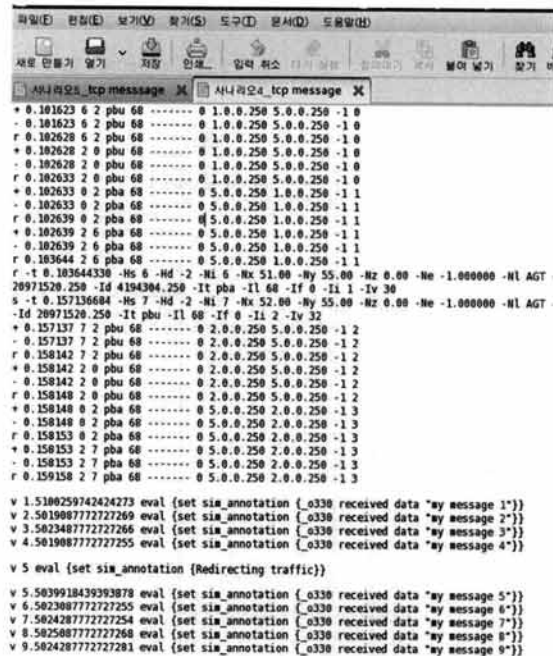 파일(E) 편집(E) 보기(V) 찾기(S) 도구(T) 문서(D) 도움말(H)
새로 만들기 열기 저장 인쇄... 입력 취소 다시 실행 잘라내기 복사 붙여 넣기 찾기
시나리오5_tcp messsage 시나리오4_tcp message
+ 0.101623 6 2 pbu 68 ------- 0 1.0.0.250 5.0.0.250 -1 0
- 0.101623 6 2 pbu 68 ------- 0 1.0.0.250 5.0.0.250 -1 0
r 0.102628 6 2 pbu 68 ------- 0 1.0.0.250 5.0.0.250 -1 0
+ 0.102628 2 0 pbu 68 ------- 0 1.0.0.250 5.0.0.250 -1 0
- 0.102628 2 0 pbu 68 ------- 0 1.0.0.250 5.0.0.250 -1 0
r 0.102633 2 0 pbu 68 ------- 0 1.0.0.250 5.0.0.250 -1 0
+ 0.102633 0 2 pba 68 ------- 0 5.0.0.250 1.0.0.250 -1 1
- 0.102633 0 2 pba 68 ------- 0 5.0.0.250 1.0.0.250 -1 1
r 0.102639 0 2 pba 68 ------- 0 5.0.0.250 1.0.0.250 -1 1
+ 0.102639 2 6 pba 68 ------- 0 5.0.0.250 1.0.0.250 -1 1
- 0.102639 2 6 pba 68 ------- 0 5.0.0.250 1.0.0.250 -1 1
r 0.103644 2 6 pba 68 ------- 0 5.0.0.250 1.0.0.250 -1 1
r -t 0.103644330 -Hs 6 -Hd -2 -Ni 6 -Nx 51.00 -Ny 55.00 -Nz 0.00 -Ne -1.000000 -Nl AGT
20971520.250 -Id 4194304.250 -It pba -Il 68 -If 0 -Ii 1 -Iv 30
s -t 0.157136684 -Hs 7 -Hd -2 -Ni 7 -Nx 52.00 -Ny 55.00 -Nz 0.00 -Ne -1.000000 -Nl AGT
-Id 20971520.250 -It pbu -Il 68 -If 0 -Ii 2 -Iv 32
+ 0.157137 7 2 pbu 68 ------- 0 2.0.0.250 5.0.0.250 -1 2
- 0.157137 7 2 pbu 68 ------- 0 2.0.0.250 5.0.0.250 -1 2
r 0.158142 7 2 pbu 68 ------- 0 2.0.0.250 5.0.0.250 -1 2
+ 0.158142 2 0 pbu 68 ------- 0 2.0.0.250 5.0.0.250 -1 2
- 0.158142 2 0 pbu 68 ------- 0 2.0.0.250 5.0.0.250 -1 2
r 0.158148 2 0 pbu 68 ------- 0 2.0.0.250 5.0.0.250 -1 2
+ 0.158148 0 2 pba 68 ------- 0 5.0.0.250 2.0.0.250 -1 3
- 0.158148 0 2 pba 68 ------- 0 5.0.0.250 2.0.0.250 -1 3
r 0.158153 0 2 pba 68 ------- 0 5.0.0.250 2.0.0.250 -1 3
+ 0.158153 2 7 pba 68 ------- 0 5.0.0.250 2.0.0.250 -1 3
- 0.158153 2 7 pba 68 ------- 0 5.0.0.250 2.0.0.250 -1 3
r 0.159158 2 7 pba 68 ------- 0 5.0.0.250 2.0.0.250 -1 3
v 1.5100259742424273 eval {set sim_annotation {_o330 received data "my message 1"}}
v 2.5019087772727269 eval {set sim_annotation {_o330 received data "my message 2"}}
v 3.5023487772727266 eval {set sim_annotation {_o330 received data "my message 3"}}
v 4.5019087772727255 eval {set sim_annotation {_o330 received data "my message 4"}}
v 5 eval {set sim_annotation {Redirecting traffic}}
v 5.5039918439393878 eval {set sim_annotation {_o330 received data "my message 5"}}
v 6.5023087772727255 eval {set sim_annotation {_o330 received data "my message 6"}}
v 7.5024287772727254 eval {set sim_annotation {_o330 received data "my message 7"}}
v 8.5025087772727268 eval {set sim_annotation {_o330 received data "my message 8"}}
v 9.5024287772727281 eval {set sim_annotation {_o330 received data "my message 9"}}